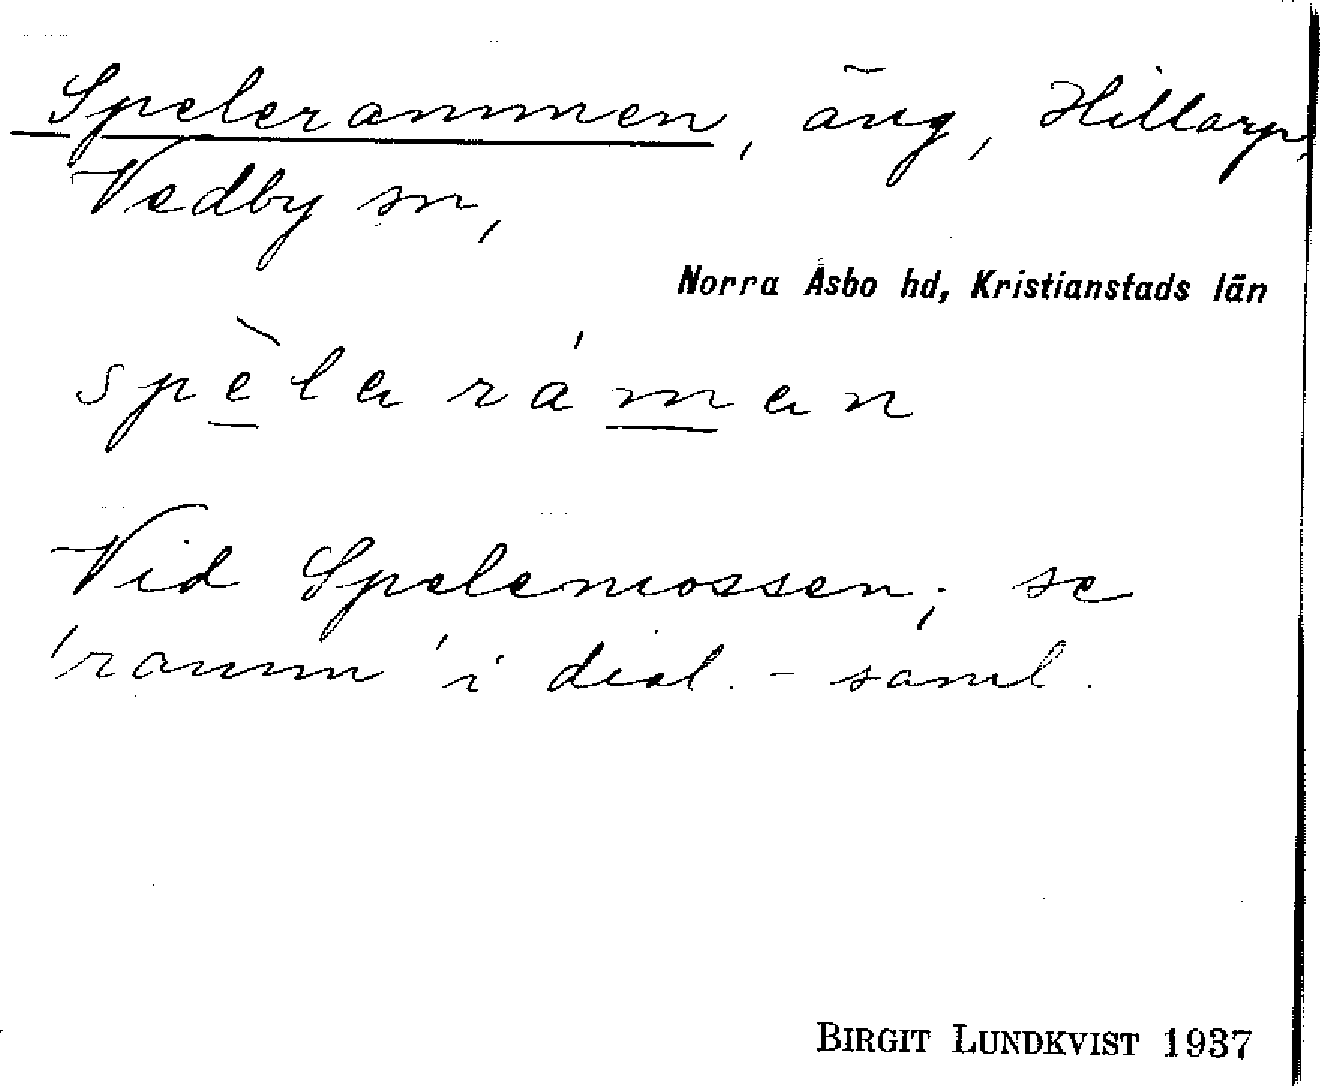 Spelerammen, äng, Hillarp,
Vedby sn,
Norra Åsbo hd, Kristianstads län
spèlaráman
Vid Spelemossen; se
'ramm' i dial.-saml.
BIRGIT LUNDKVIST 1937